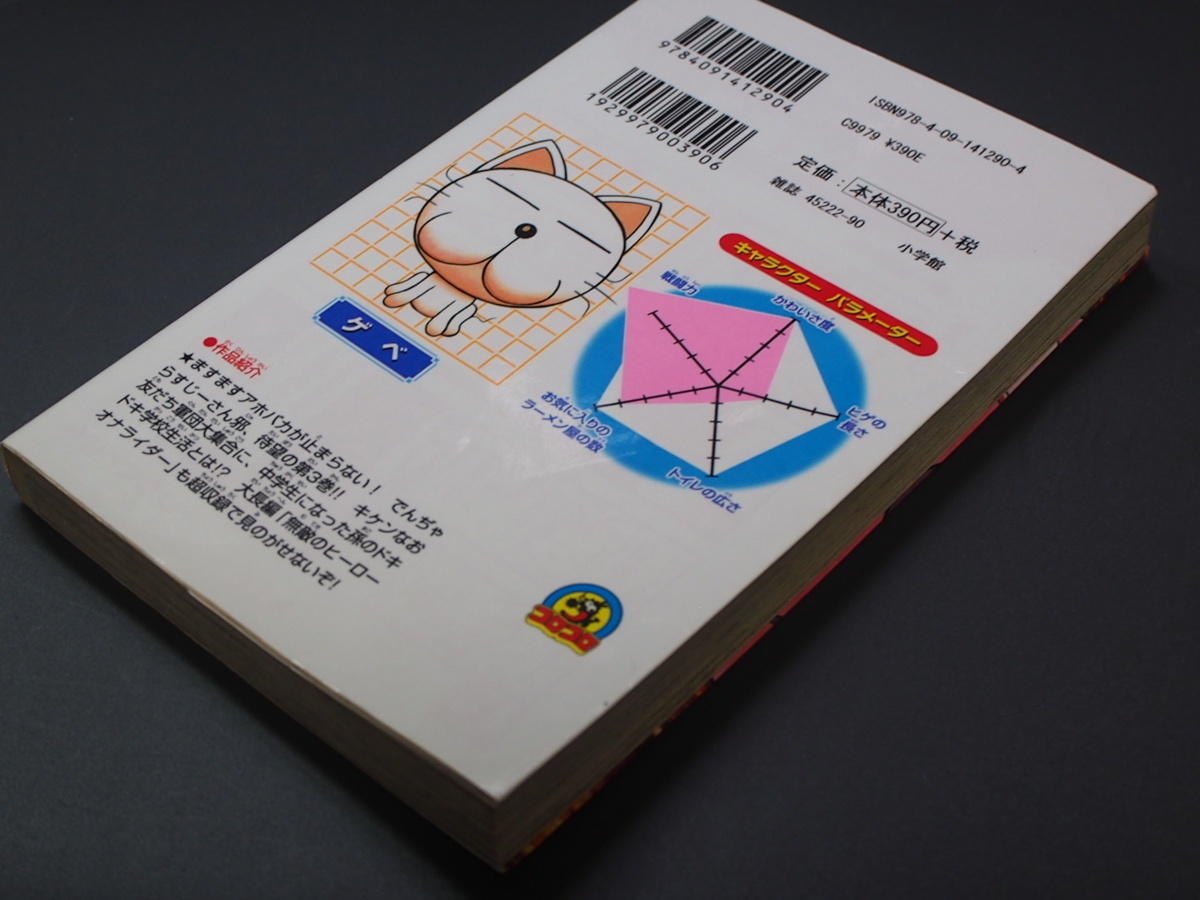 9784091412904
1929979003906
ISBN978-4-09-141290-4
C9979 ¥390E
定価：本体390円+税
雑誌 45222-90
小学館
キャラクター パラメーター
戦闘力
かわいさ度
ヒゲの
長さ
トイレの広さ
お気に入りの
ラーメン屋の数
ゲベ
●作品紹介
★ますますアホバカが止まらない! でんぢゃ
らすじーさん邪、待望の第3巻!! キケンなお
友だち軍団大集合に、中学生になった孫のドキ
ドキ学校生活とは!? 大長編「無敵のヒーロー
オナライダー」も超収録で見のがせないぞ!
コロコロ